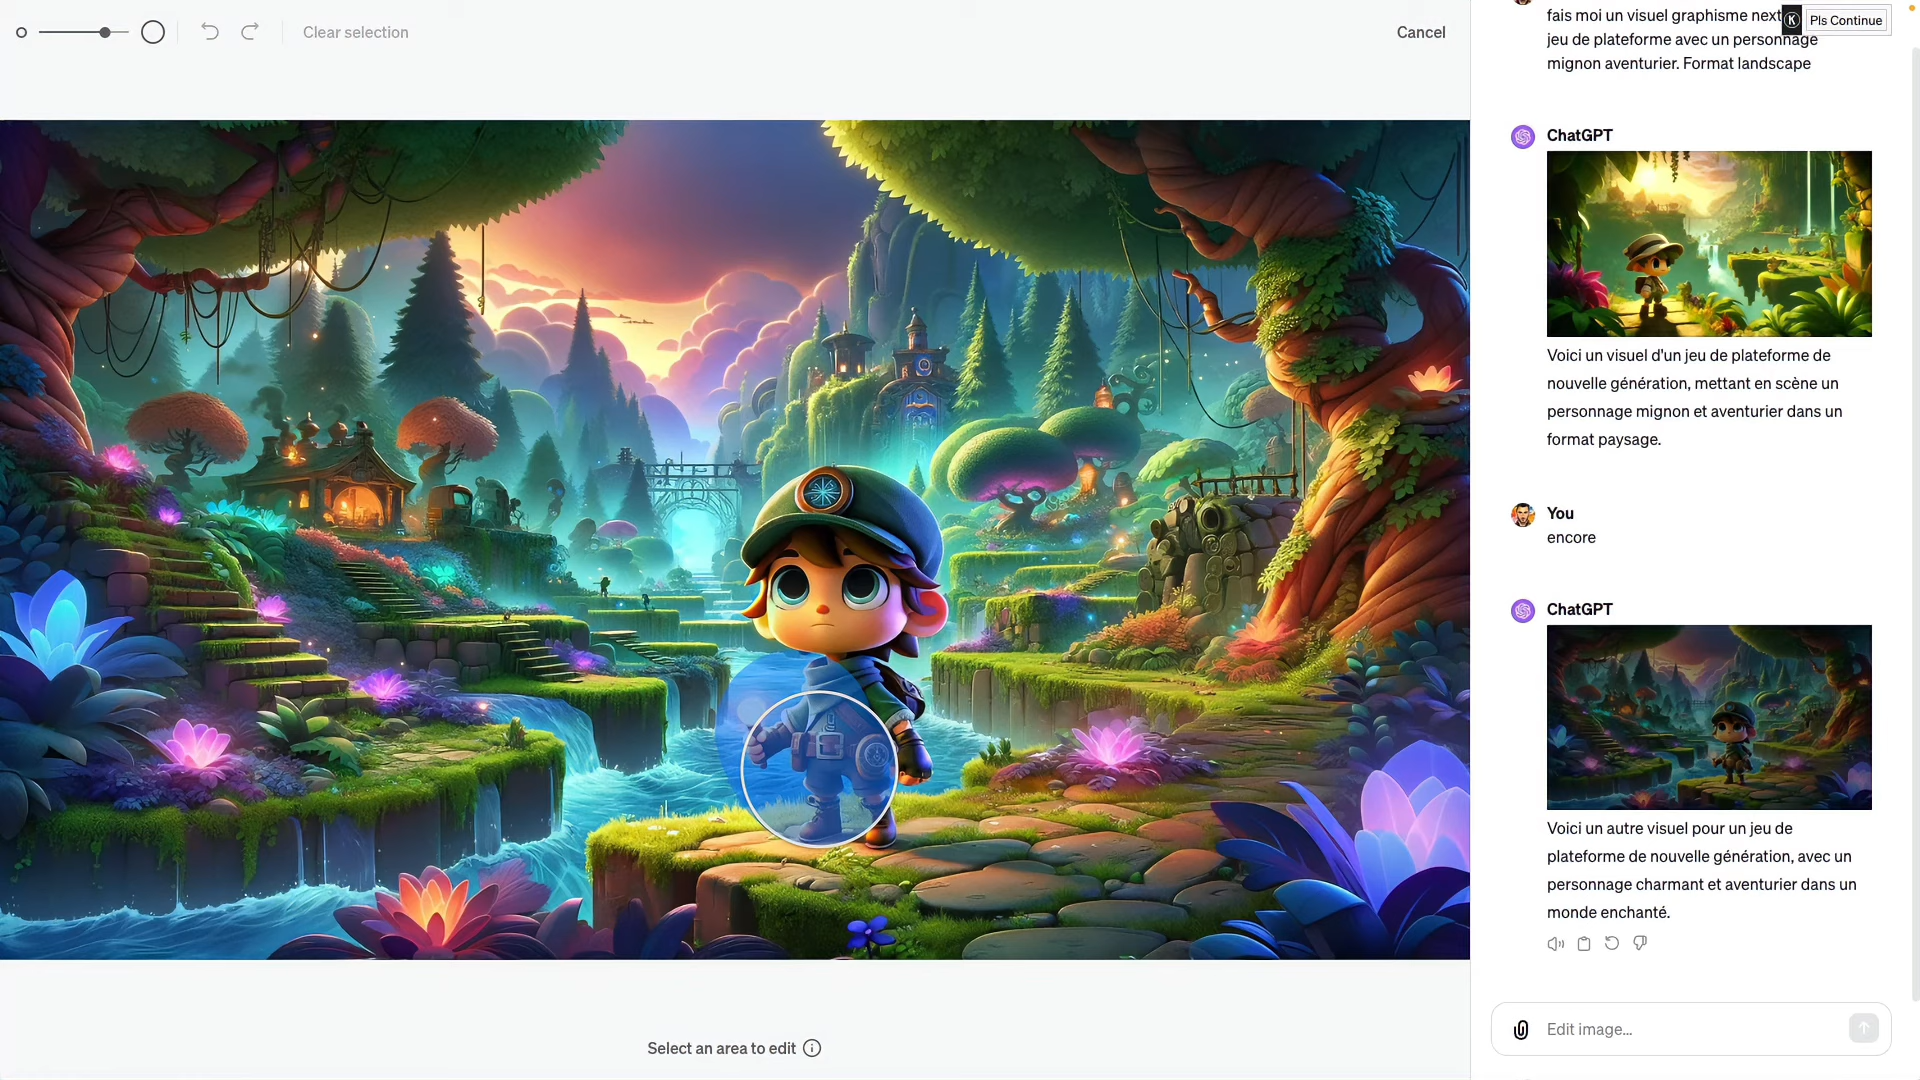 Clear selection
Cancel
fais moi un visuel graphisme next
K
Pls Continue
jeu de plateforme avec un personnage
mignon aventurier. Format landscape
ChatGPT
Voici un visuel d'un jeu de plateforme de
nouvelle génération, mettant en scène un
personnage mignon et aventurier dans un
format paysage.
You
encore
ChatGPT
Voici un autre visuel pour un jeu de
plateforme de nouvelle génération, avec un
personnage charmant et aventurier dans un
monde enchanté.
Edit image...
Select an area to edit